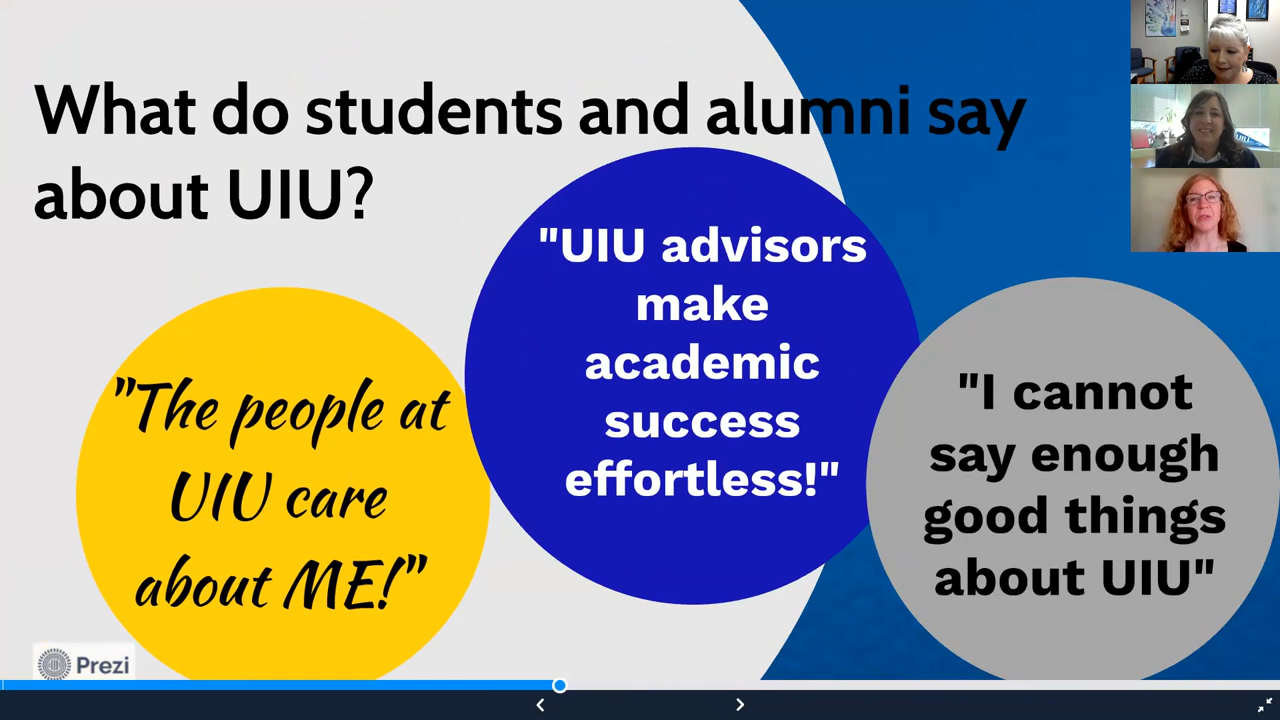 What do students and alumni say
about UIU?
"The people at
UIU care
about ME!"
"UIU advisors
make
academic
success
effortless!"
"I cannot
say enough
good things
about UIU"
Prezi
UIU